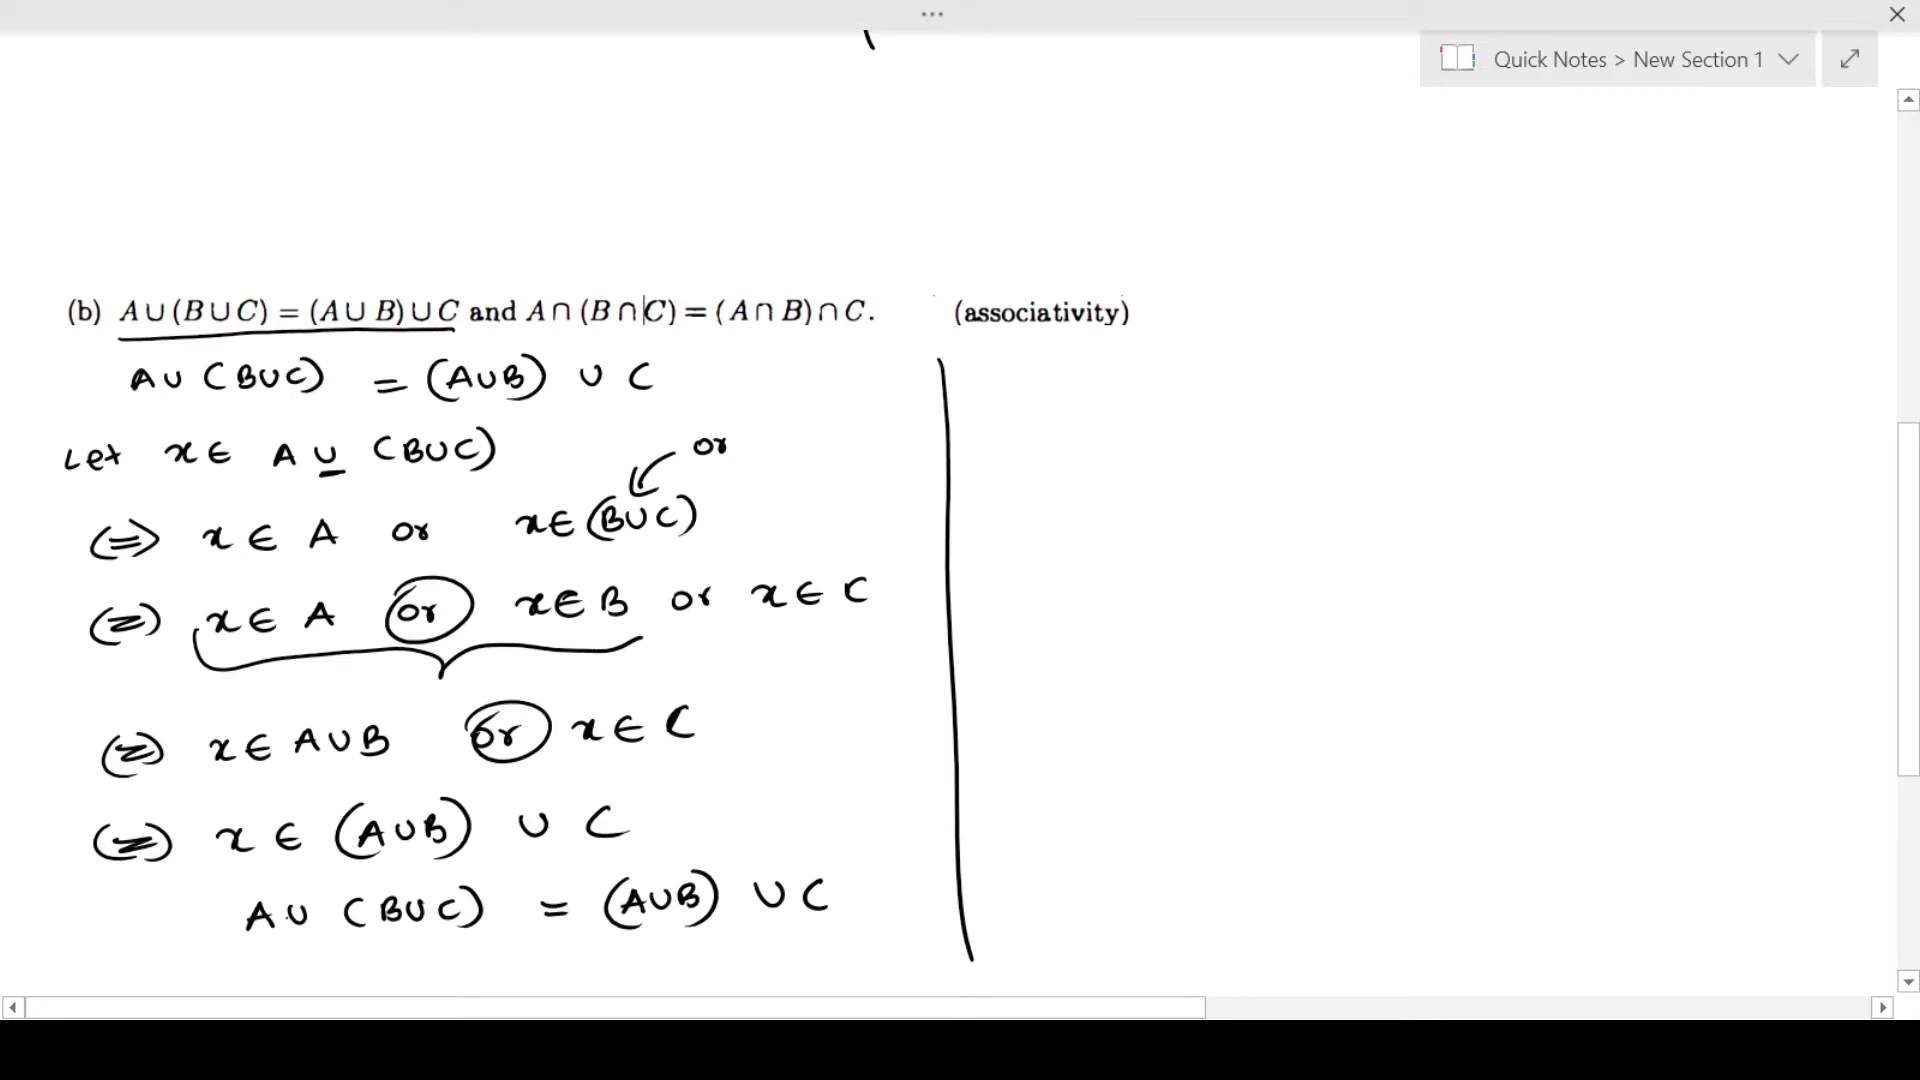 ...
Quick Notes > New Section 1
(b) A∪(B∪C) = (A∪B)∪C and A∩(B∩C) = (A∩B)∩C. (associativity)
A∪(B∪C) = (A∪B) ∪ C
Let x∈ A ∪ (B∪C)
or
⇔ x ∈ A or x∈(B∪C)
⇔ x∈ A or x∈B or x∈ C
⇔ x∈ A∪B or x∈ C
⇔ x ∈ (A∪B) ∪ C
A∪ (B∪C) = (A∪B) ∪ C